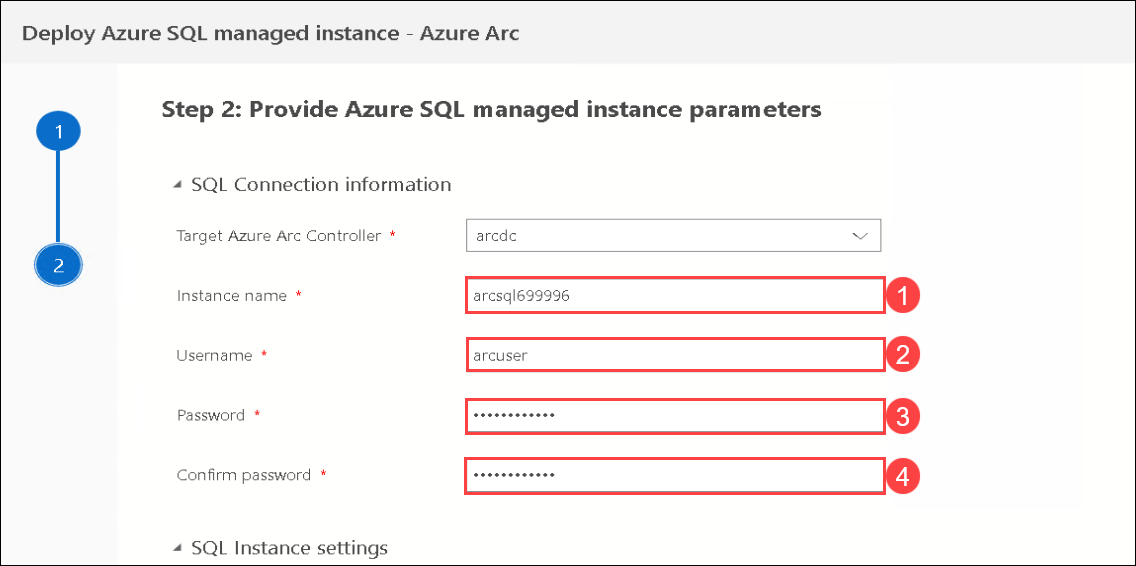 Deploy Azure SQL managed instance - Azure Arc
Step 2: Provide Azure SQL managed instance parameters
1
SQL Connection information
Target Azure Arc Controller * arcdc
2
Instance name * arcsql699996 1
Username * arcuser 2
Password * •••••••••••• 3
Confirm password * •••••••••••• 4
SQL Instance settings